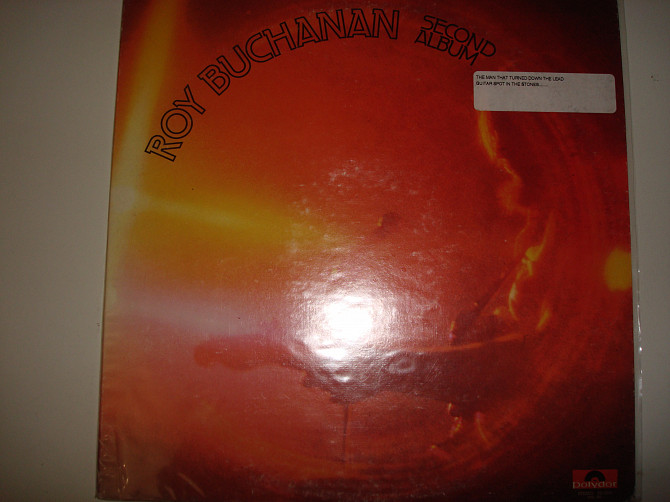 ROY BUCHANAN
SECOND
ALBUM
THE MAN THAT TURNED DOWN THE LEAD
GUITAR SPOT IN THE STONES......
polydor